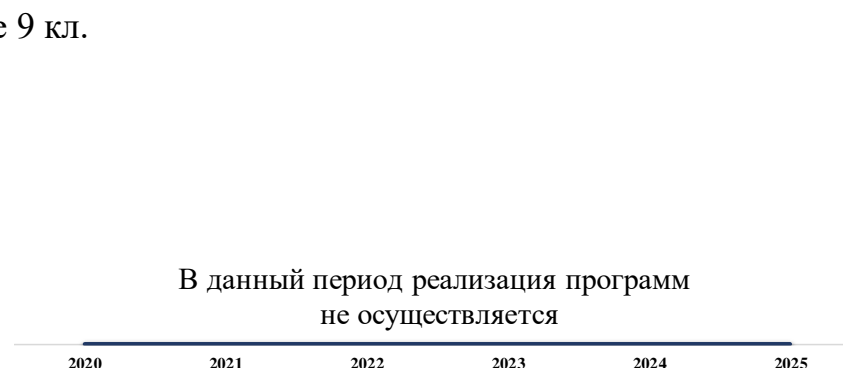 е 9 кл.
В данный период реализация программ
не осуществляется
2020 2021 2022 2023 2024 2025